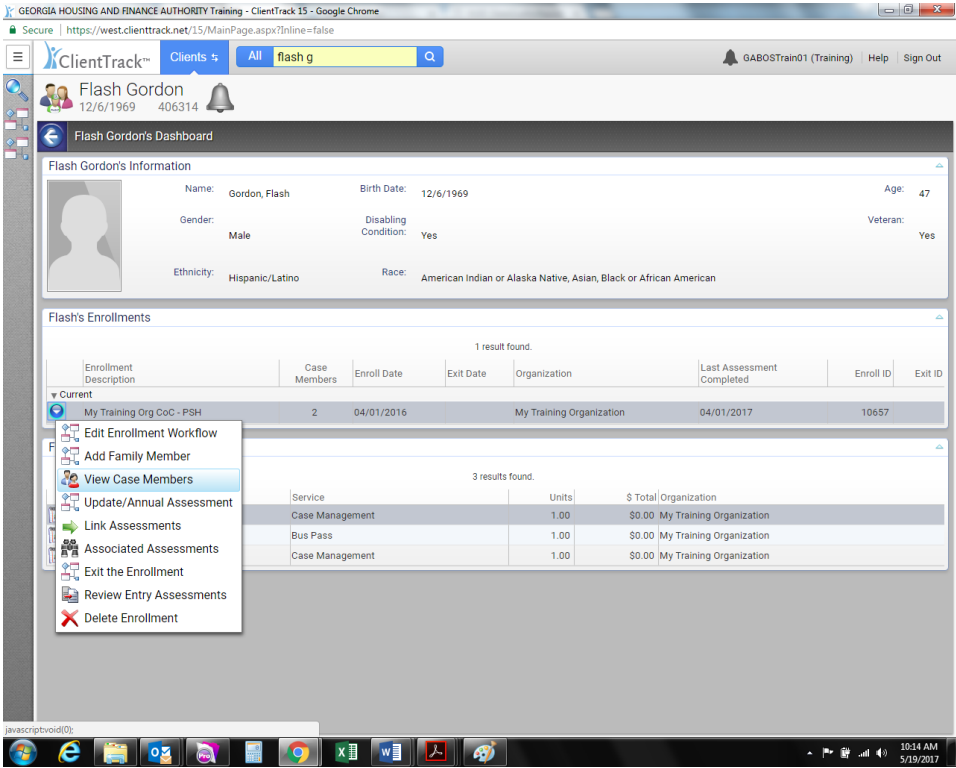 GEORGIA HOUSING AND FINANCE AUTHORITY Training - ClientTrack 15 - Google Chrome
Secure | https://west.clienttrack.net/15/MainPage.aspx?Inline=false
ClientTrack™ Clients All flash g GABOSTrain01 (Training) Help Sign Out
Flash Gordon
12/6/1969 406314
Flash Gordon's Dashboard
Flash Gordon's Information
Name: Gordon, Flash Birth Date: 12/6/1969 Age: 47
Gender: Male Disabling Condition: Yes Veteran: Yes
Ethnicity: Hispanic/Latino Race: American Indian or Alaska Native, Asian, Black or African American
Flash's Enrollments
1 result found.
Enrollment Description Case Members Enroll Date Exit Date Organization Last Assessment Completed Enroll ID Exit ID
Current
My Training Org CoC - PSH 2 04/01/2016 My Training Organization 04/01/2017 10657
Edit Enrollment Workflow
Add Family Member
View Case Members
Update/Annual Assessment
Link Assessments
Associated Assessments
Exit the Enrollment
Review Entry Assessments
Delete Enrollment
F
3 results found.
Service Units $ Total Organization
Case Management 1.00 $0.00 My Training Organization
Bus Pass 1.00 $0.00 My Training Organization
Case Management 1.00 $0.00 My Training Organization
javascript:void(0);
Pro
10:14 AM
5/19/2017